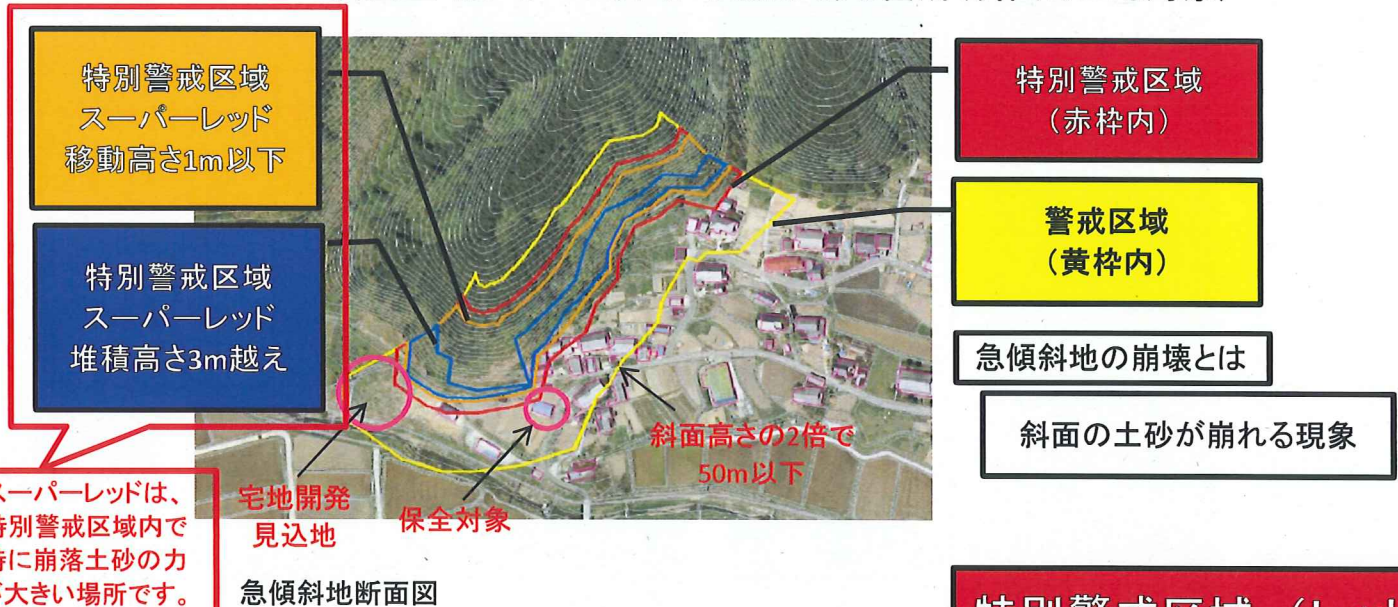 特別警戒区域
スーパーレッド
移動高さ1m以下
特別警戒区域
スーパーレッド
堆積高さ3m越え
特別警戒区域
（赤枠内）
警戒区域
（黄枠内）
急傾斜地の崩壊とは
斜面の土砂が崩れる現象
斜面高さの2倍で
50m以下
宅地開発
見込地
保全対象
スーパーレッドは、
特別警戒区域内で
特に崩落土砂の力
が大きい場所です。
急傾斜地断面図
特別警戒区域